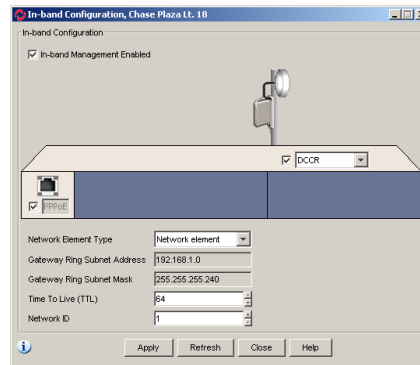 In-band Configuration, Chase Plaza Lt. 18
In-band Configuration
In-band Management Enabled
DCCR
PPPoE
Network Element Type Network element
Gateway Ring Subnet Address 192.168.1.0
Gateway Ring Subnet Mask 255.255.255.240
Time To Live (TTL) 64
Network ID 1
Apply Refresh Close Help